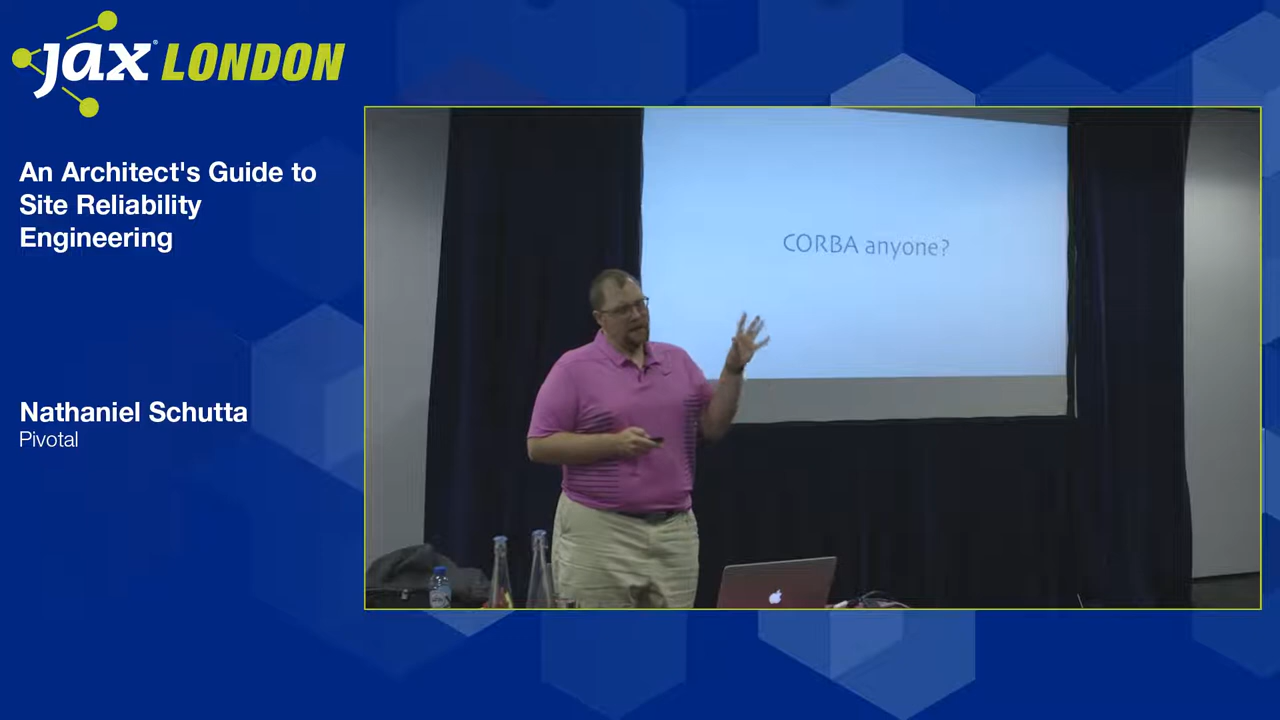 jax LONDON
An Architect's Guide to
Site Reliability
Engineering
Nathaniel Schutta
Pivotal
CORBA anyone?